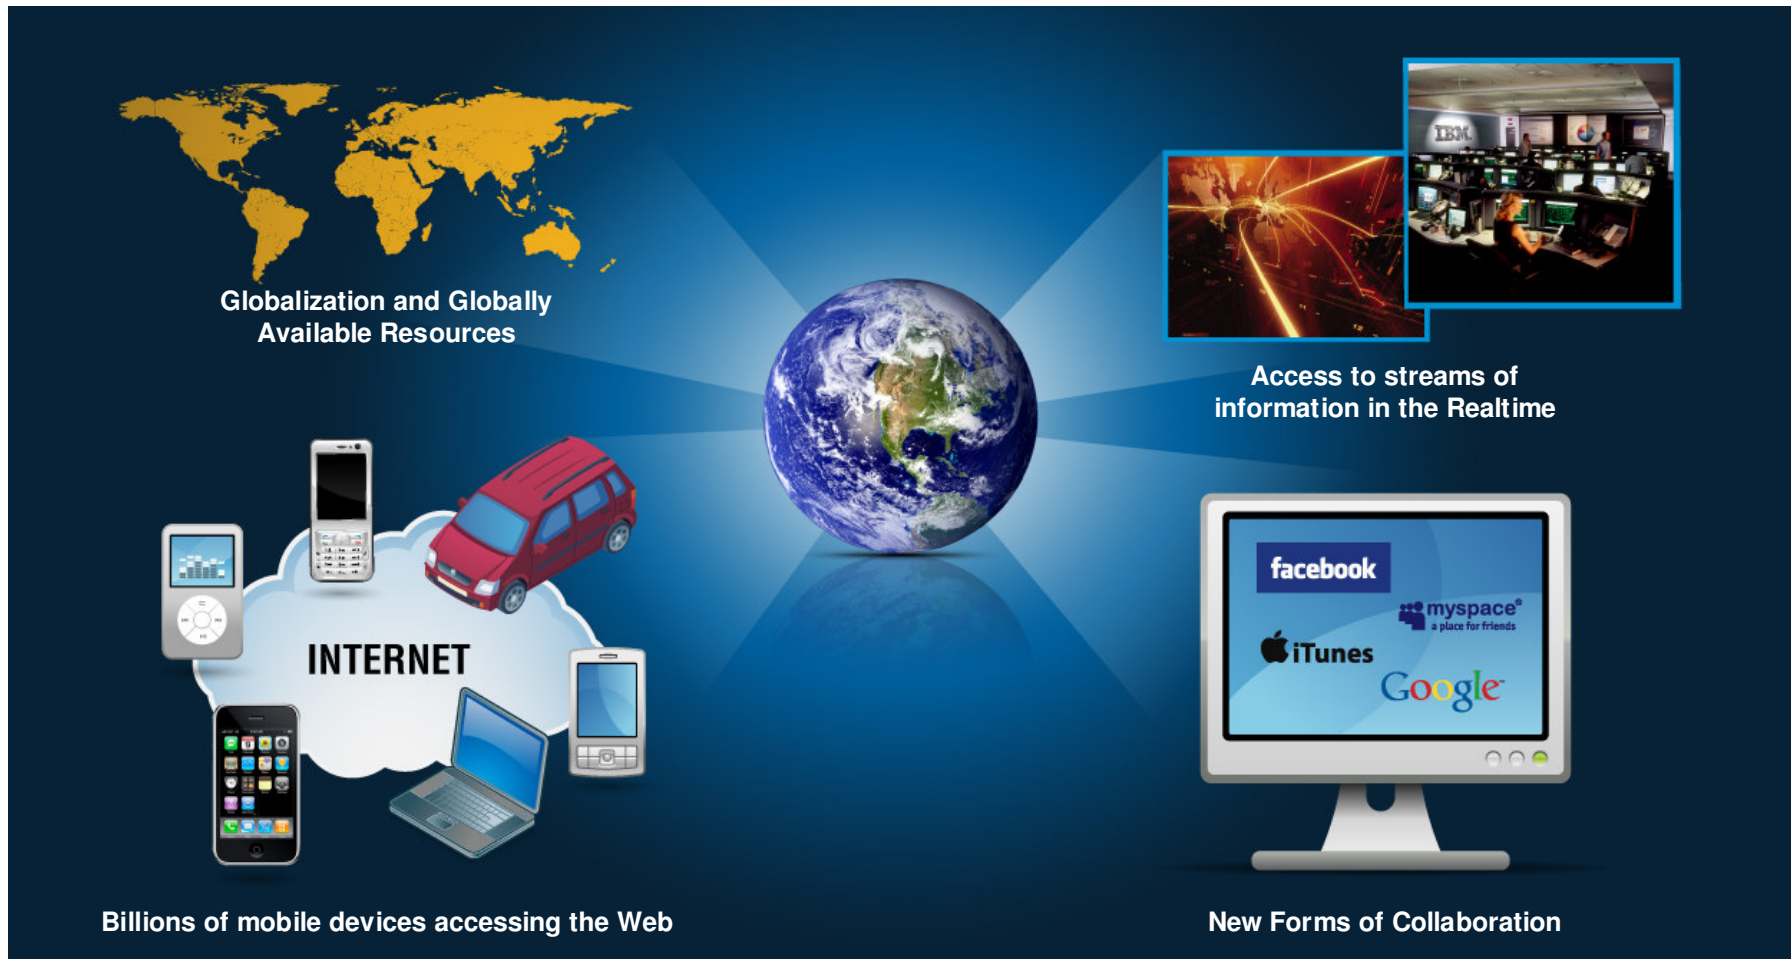 Globalization and Globally
Available Resources
IBM
Access to streams of
information in the Realtime
INTERNET
Billions of mobile devices accessing the Web
facebook
myspace
a place for friends
iTunes
Google
New Forms of Collaboration